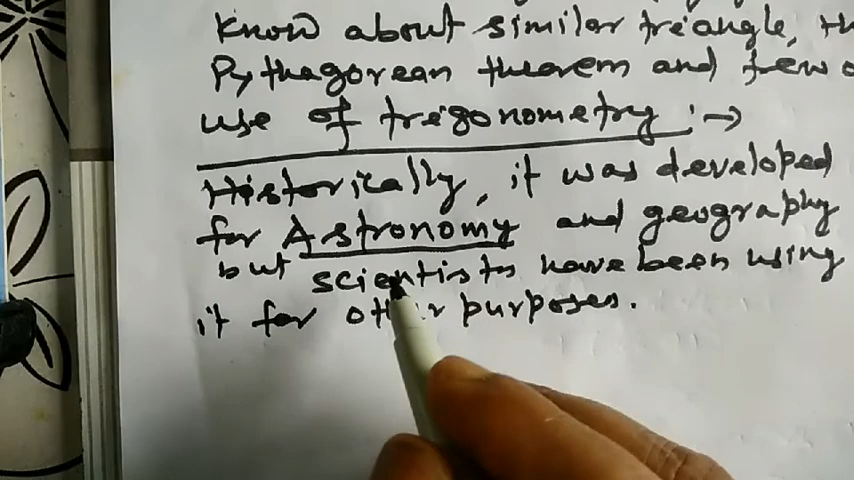 Know about similar triangle, th
Pythagorean theorem and few o
use of trigonometry :→
Historically, it was developed
for Astronomy and geography
but scientists have been using
it for other purposes.